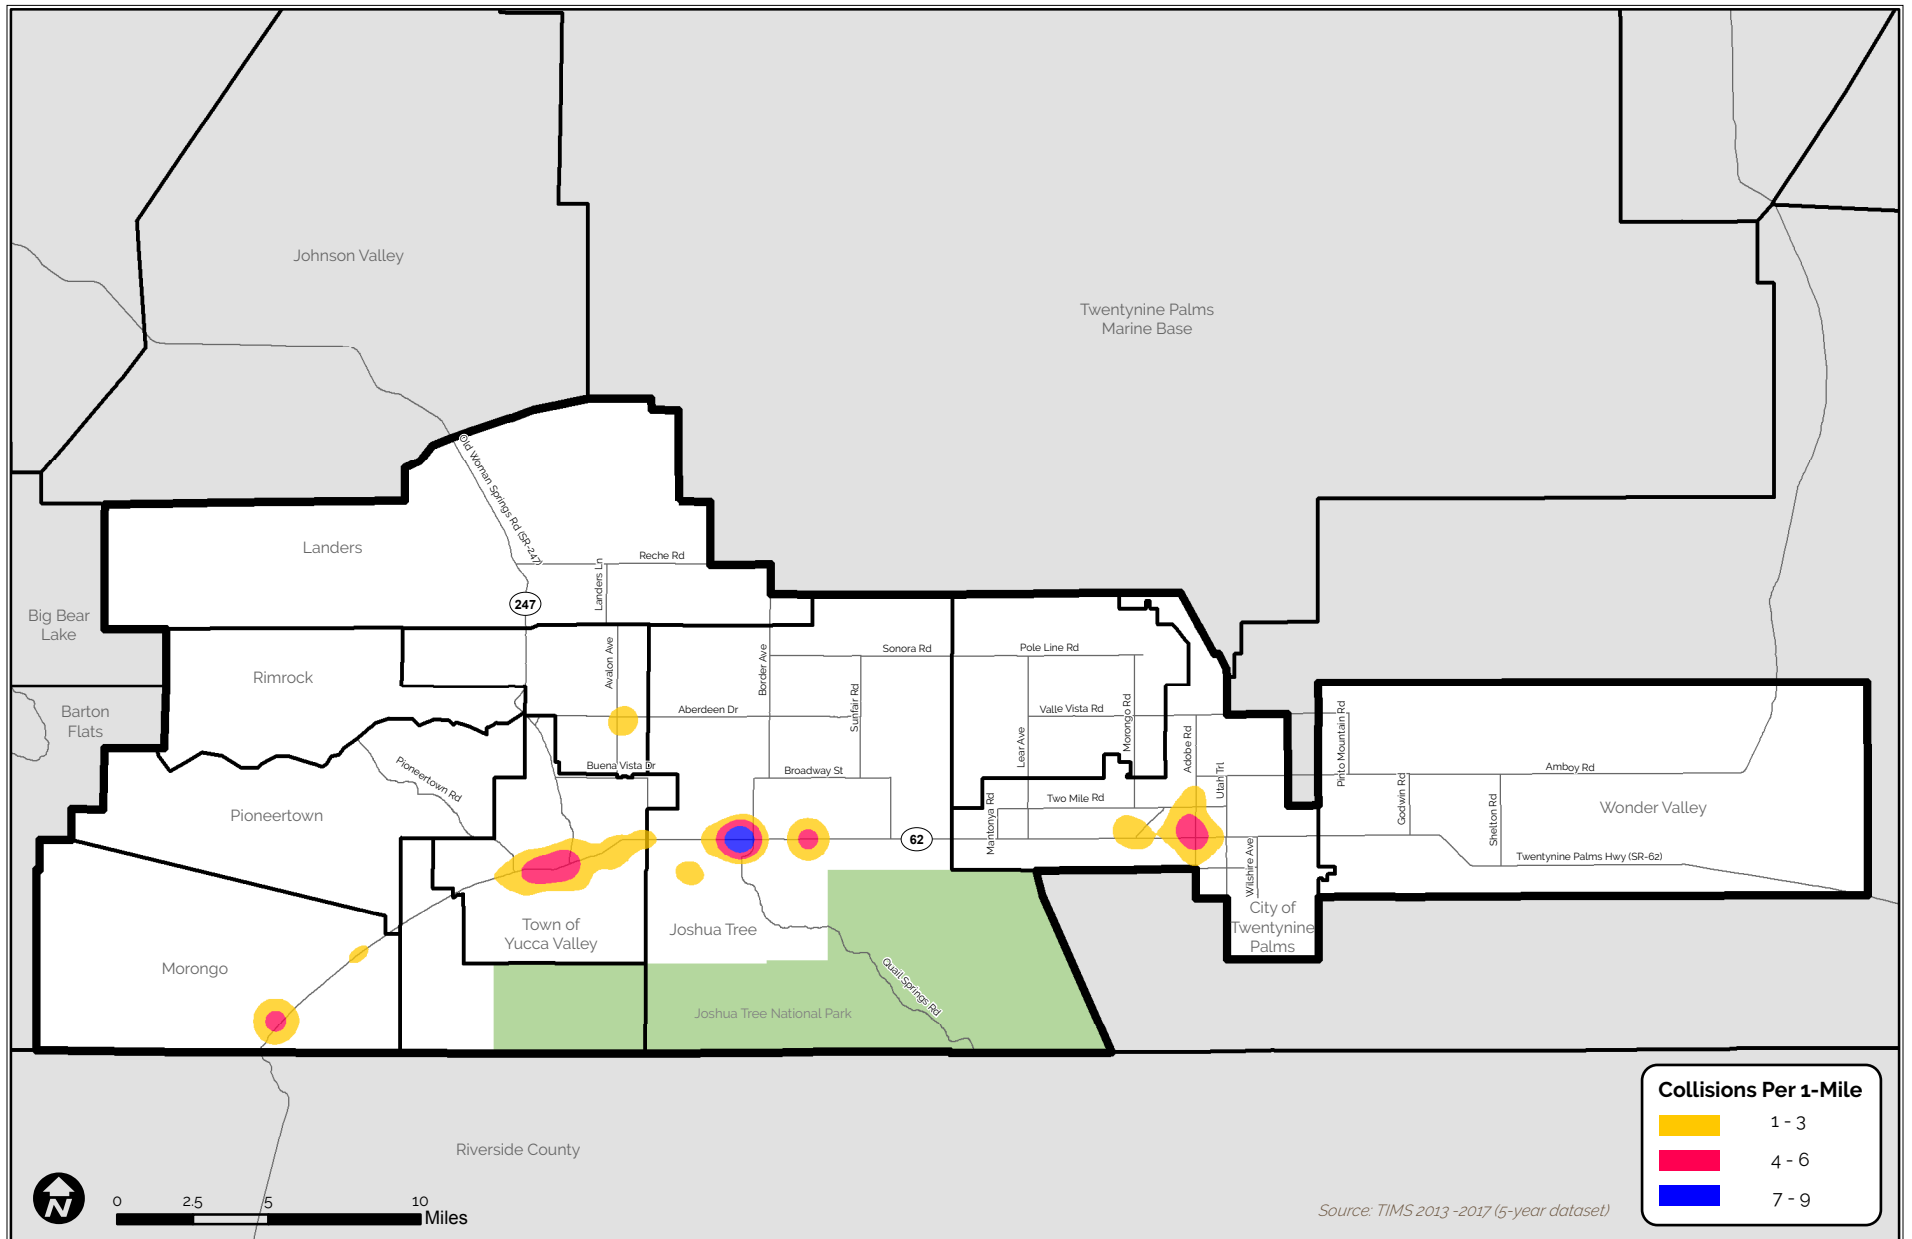 Johnson Valley
Twentynine Palms
Marine Base
Old Woman Springs Rd (SR-247)
Landers
Reche Rd
Landers Ln
247
Big Bear
Lake
Rimrock
Avalon Ave
Border Ave
Sonora Rd
Pole Line Rd
Barton
Flats
Aberdeen Dr
Sunfair Rd
Valle Vista Rd
Lear Ave
Morongo Rd
Adobe Rd
Pinto Mountain Rd
Pioneertown Rd
Buena Vista Dr
Broadway St
Utah Trl
Amboy Rd
Pioneertown
Mantonya Rd
Two Mile Rd
Godwin Rd
Shelton Rd
Wonder Valley
62
Wilshire Ave
Twentynine Palms Hwy (SR-62)
Town of
Yucca Valley
Joshua Tree
City of
Twentynine
Palms
Morongo
Quail Springs Rd
Joshua Tree National Park
Riverside County
Collisions Per 1-Mile
1 - 3
4 - 6
7 - 9
N
0 2.5 5 10
Miles
Source: TIMS 2013 -2017 (5-year dataset)